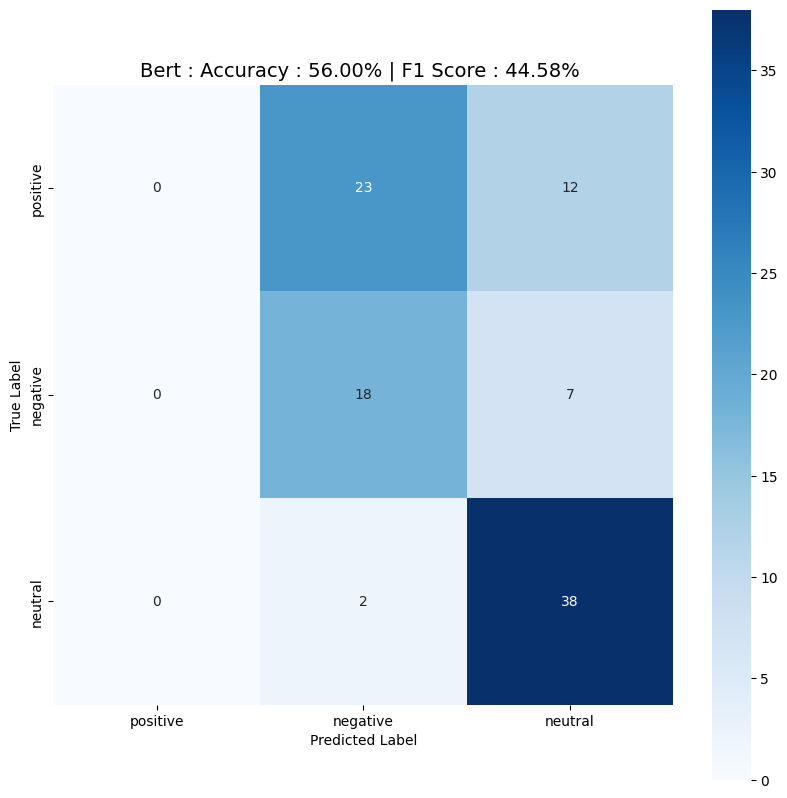 Bert : Accuracy : 56.00% | F1 Score : 44.58%
positive
0
23
12
negative
0
18
7
neutral
0
2
38
positive
negative
neutral
True Label
Predicted Label
35
30
25
20
15
10
5
0